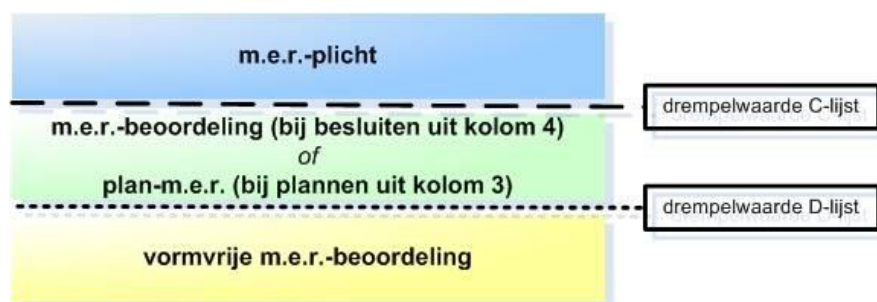 m.e.r.-plicht
drempelwaarde C-lijst
m.e.r.-beoordeling (bij besluiten uit kolom 4)
of
plan-m.e.r. (bij plannen uit kolom 3)
drempelwaarde D-lijst
vormvrije m.e.r.-beoordeling